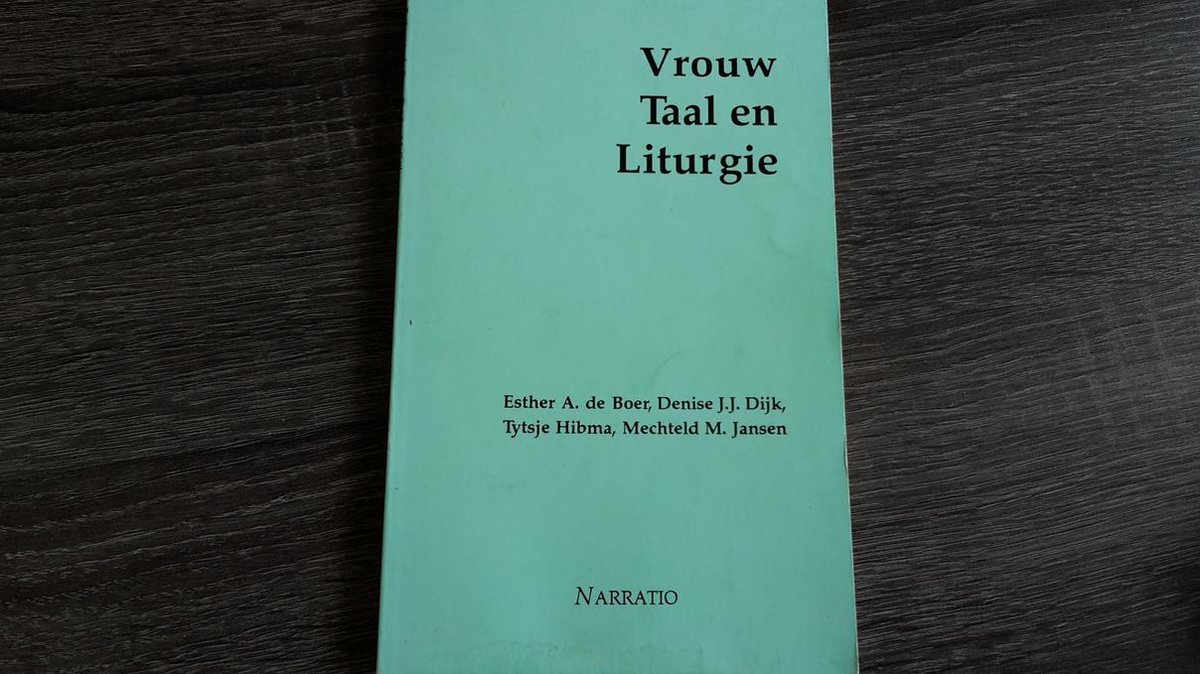 Vrouw
Taal en
Liturgie
Esther A. de Boer, Denise J.J. Dijk,
Tytsje Hibma, Mechteld M. Jansen
NARRATIO